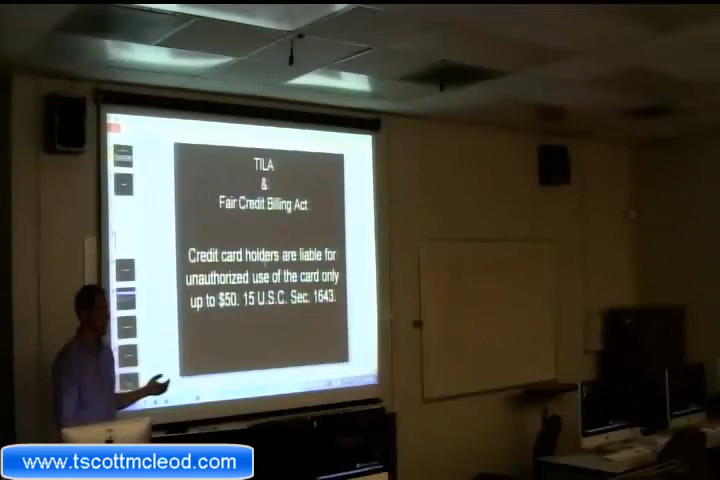 TILA
&
Fair Credit Billing Act
Credit card holders are liable for
unauthorized use of the card only
up to $50. 15 U.S.C. Sec. 1643.
www.tscottmcleod.com